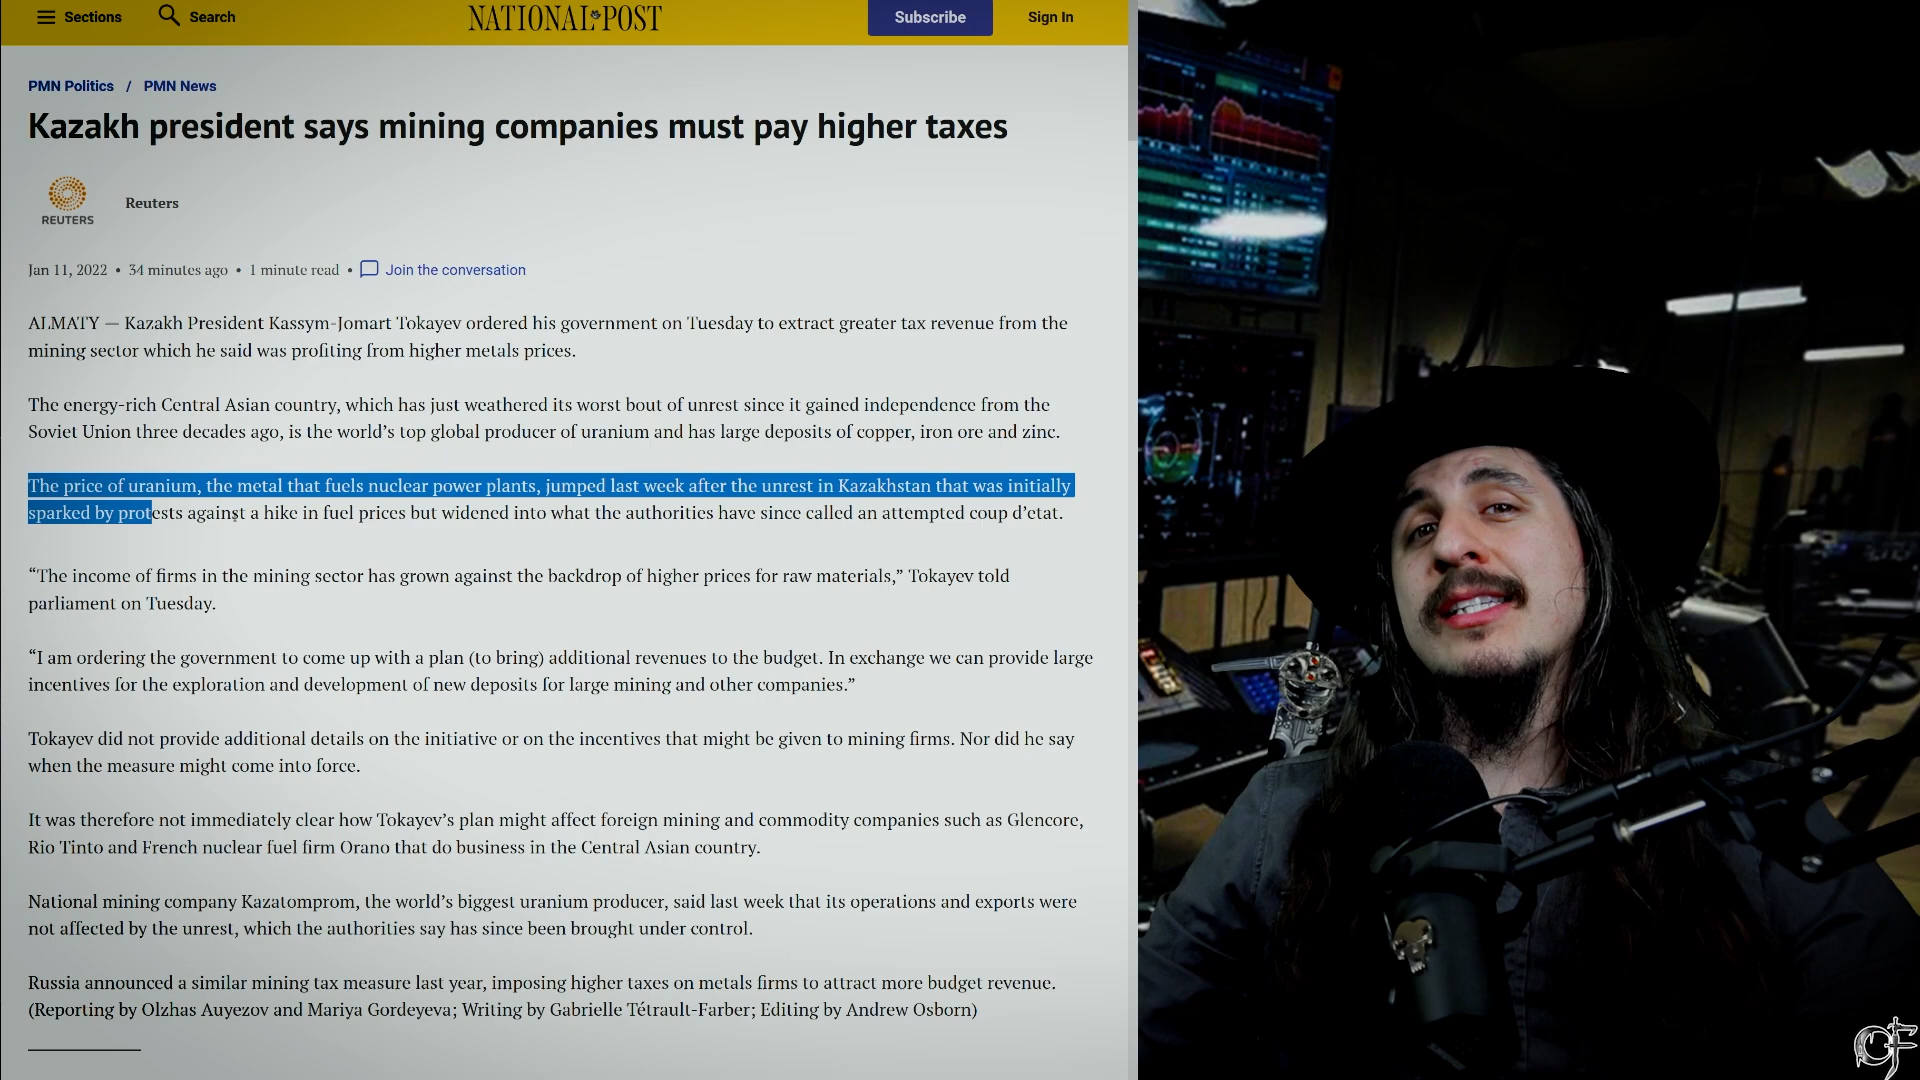 Sections
Search
NATIONAL POST
Subscribe
Sign In
PMN Politics / PMN News
Kazakh president says mining companies must pay higher taxes
REUTERS
Reuters
Jan 11, 2022 • 34 minutes ago • 1 minute read • Join the conversation
ALMATY — Kazakh President Kassym-Jomart Tokayev ordered his government on Tuesday to extract greater tax revenue from the
mining sector which he said was profiting from higher metals prices.
The energy-rich Central Asian country, which has just weathered its worst bout of unrest since it gained independence from the
Soviet Union three decades ago, is the world’s top global producer of uranium and has large deposits of copper, iron ore and zinc.
The price of uranium, the metal that fuels nuclear power plants, jumped last week after the unrest in Kazakhstan that was initially
sparked by protests against a hike in fuel prices but widened into what the authorities have since called an attempted coup d’etat.
“The income of firms in the mining sector has grown against the backdrop of higher prices for raw materials,” Tokayev told
parliament on Tuesday.
“I am ordering the government to come up with a plan (to bring) additional revenues to the budget. In exchange we can provide large
incentives for the exploration and development of new deposits for large mining and other companies.”
Tokayev did not provide additional details on the initiative or on the incentives that might be given to mining firms. Nor did he say
when the measure might come into force.
It was therefore not immediately clear how Tokayev’s plan might affect foreign mining and commodity companies such as Glencore,
Rio Tinto and French nuclear fuel firm Orano that do business in the Central Asian country.
National mining company Kazatomprom, the world’s biggest uranium producer, said last week that its operations and exports were
not affected by the unrest, which the authorities say has since been brought under control.
Russia announced a similar mining tax measure last year, imposing higher taxes on metals firms to attract more budget revenue.
(Reporting by Olzhas Auyezov and Mariya Gordeyeva; Writing by Gabrielle Tétrault-Farber; Editing by Andrew Osborn)
OF